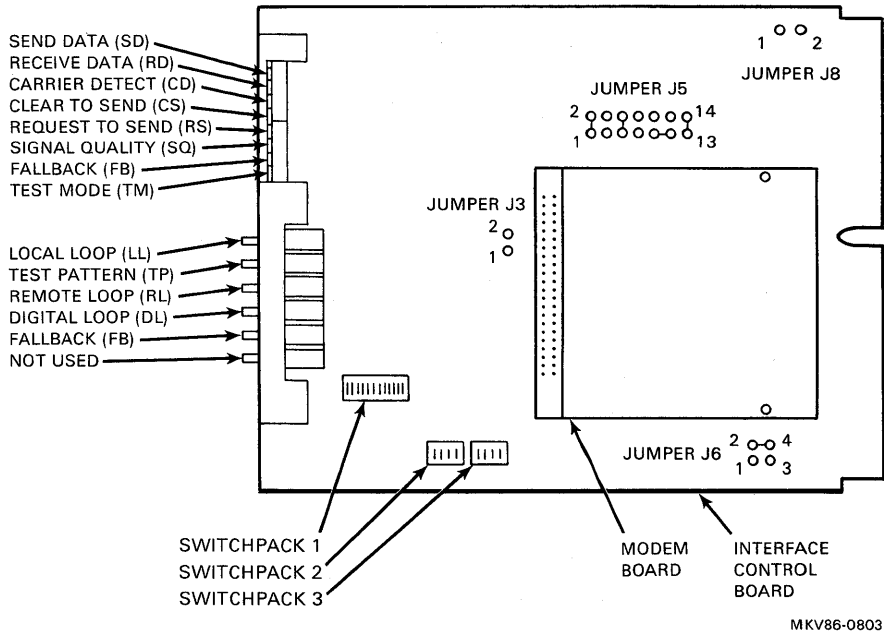 SEND DATA (SD)
RECEIVE DATA (RD)
CARRIER DETECT (CD)
CLEAR TO SEND (CS)
REQUEST TO SEND (RS)
SIGNAL QUALITY (SQ)
FALLBACK (FB)
TEST MODE (TM)
LOCAL LOOP (LL)
TEST PATTERN (TP)
REMOTE LOOP (RL)
DIGITAL LOOP (DL)
FALLBACK (FB)
NOT USED
1 2
JUMPER J8
JUMPER J5
2 14
1 13
JUMPER J3
2
1
2 4
JUMPER J6
1 3
SWITCHPACK 1
SWITCHPACK 2
SWITCHPACK 3
MODEM
BOARD
INTERFACE
CONTROL
BOARD
MKV86-0803